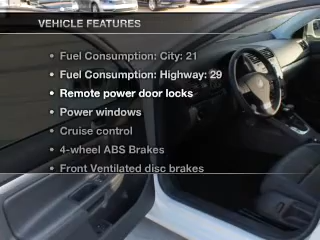 VEHICLE FEATURES
• Fuel Consumption: City: 21
• Fuel Consumption: Highway: 29
• Remote power door locks
• Power windows
• Cruise control
• 4-wheel ABS Brakes
• Front Ventilated disc brakes